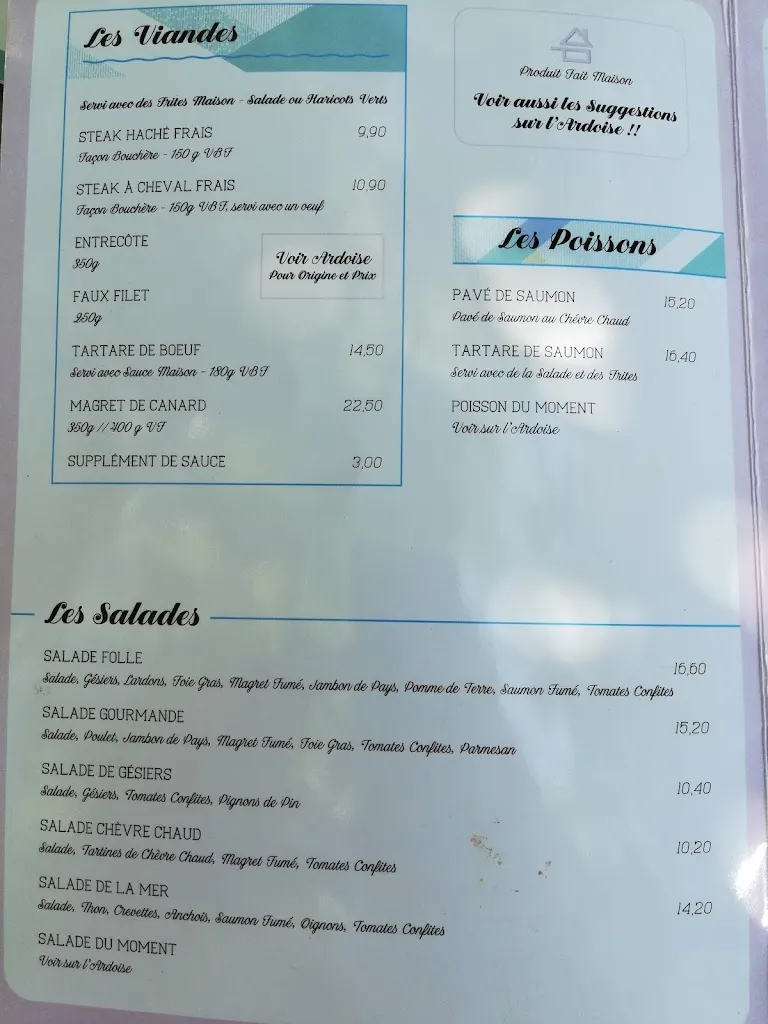 Les Viandes
Servi avec des Frites Maison - Salade ou Haricots Verts
STEAK HACHÉ FRAIS 9,90
Façon Bouchère - 150 g VBF
STEAK À CHEVAL FRAIS 10,90
Façon Bouchère - 150g VBF, servi avec un oeuf
ENTRECÔTE
350g
Voir Ardoise
Pour Origine et Prix
FAUX FILET
250g
TARTARE DE BOEUF 14,50
Servi avec Sauce Maison - 180g VBF
MAGRET DE CANARD 22,50
350g // 400 g VF
SUPPLÉMENT DE SAUCE 3,00
Produit Fait Maison
Voir aussi les Suggestions
sur l'Ardoise !!
Les Poissons
PAVÉ DE SAUMON 15,20
Pavé de Saumon au Chévre Chaud
TARTARE DE SAUMON 16,40
Servi avec de la Salade et des Frites
POISSON DU MOMENT
Voir sur l'Ardoise
Les Salades
SALADE FOLLE 16,60
Salade, Gésiers, Lardons, Foie Gras, Magret Fumé, Jambon de Pays, Pomme de Terre, Saumon Fumé, Tomates Confites
SALADE GOURMANDE 15,20
Salade, Poulet, Jambon de Pays, Magret Fumé, Foie Gras, Tomates Confites, Parmesan
SALADE DE GÉSIERS 10,40
Salade, Gésiers, Tomates Confites, Pignons de Pin
SALADE CHÈVRE CHAUD 10,20
Salade, Tartines de Chèvre Chaud, Magret Fumé, Tomates Confites
SALADE DE LA MER 14,20
Salade, Thon, Crevettes, Anchois, Saumon Fumé, Oignons, Tomates Confites
SALADE DU MOMENT
Voir sur l'Ardoise